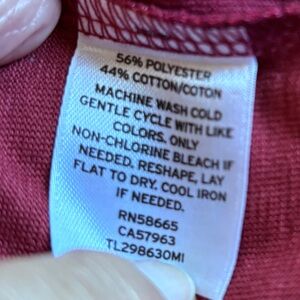 56% POLYESTER
44% COTTON/COTON
MACHINE WASH COLD
GENTLE CYCLE WITH LIKE
COLORS. ONLY
NON-CHLORINE BLEACH IF
NEEDED. RESHAPE, LAY
FLAT TO DRY. COOL IRON
IF NEEDED.
RN58665
CA57963
TL298630MI